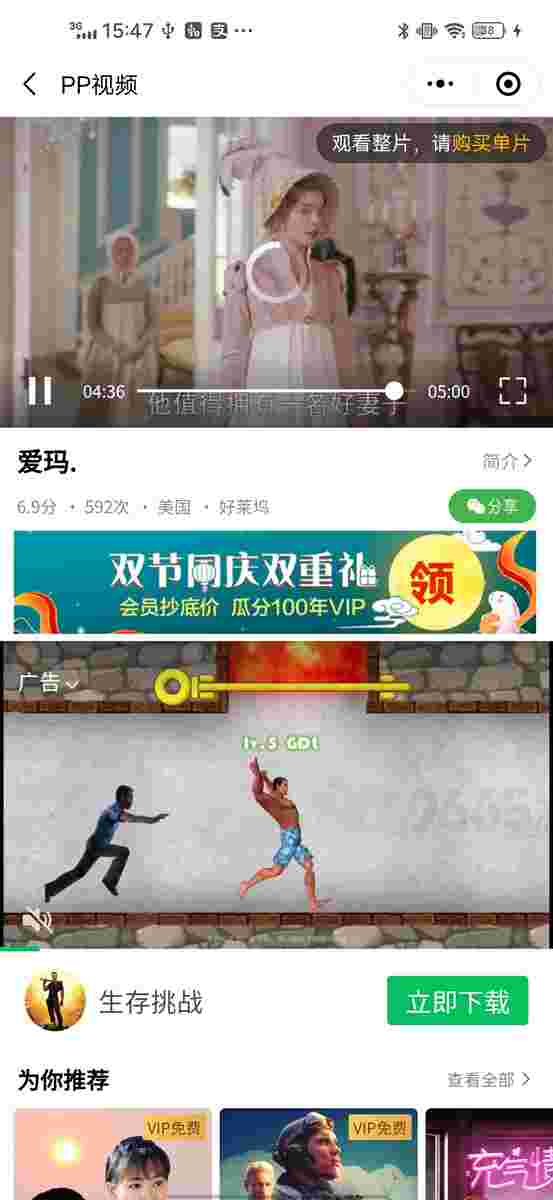 3G 15:47
PP视频
观看整片，请购买单片
04:36
05:00
他值得拥有一名好妻子
爱玛.
简介
6.9分 · 592次 · 美国 · 好莱坞
分享
双节同庆双重礼
领
会员抄底价 瓜分100年VIP
广告
lv.5 GDL
生存挑战
立即下载
为你推荐
查看全部
VIP免费
VIP免费
充气情